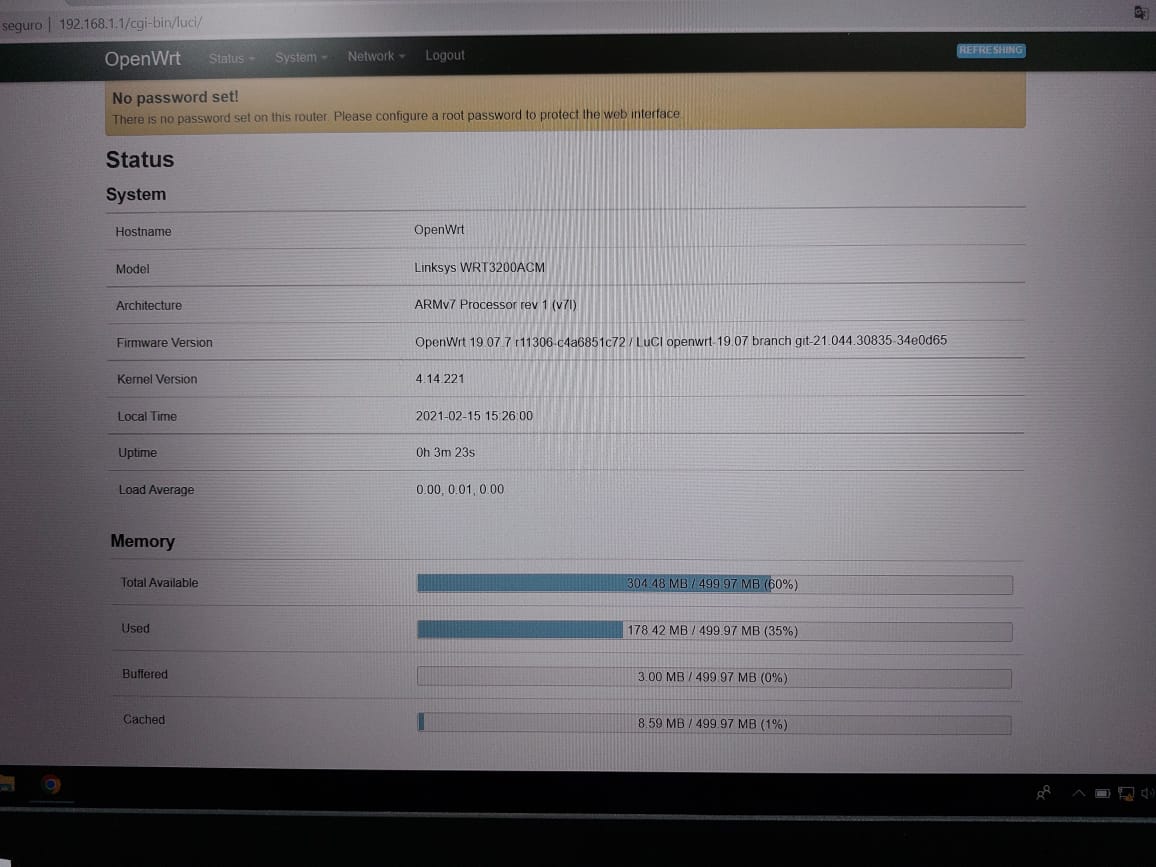 seguro | 192.168.1.1/cgi-bin/luci/
OpenWrt Status System Network Logout REFRESHING
No password set!
There is no password set on this router. Please configure a root password to protect the web interface.
Status
System
Hostname OpenWrt
Model Linksys WRT3200ACM
Architecture ARMv7 Processor rev 1 (v7l)
Firmware Version OpenWrt 19.07.7 r11306-c4a6851c72 / LuCI openwrt-19.07 branch git-21.044.30835-34e0d65
Kernel Version 4.14.221
Local Time 2021-02-15 15:26:00
Uptime 0h 3m 23s
Load Average 0.00, 0.01, 0.00
Memory
Total Available 304.48 MB / 499.97 MB (60%)
Used 178.42 MB / 499.97 MB (35%)
Buffered 3.00 MB / 499.97 MB (0%)
Cached 8.59 MB / 499.97 MB (1%)